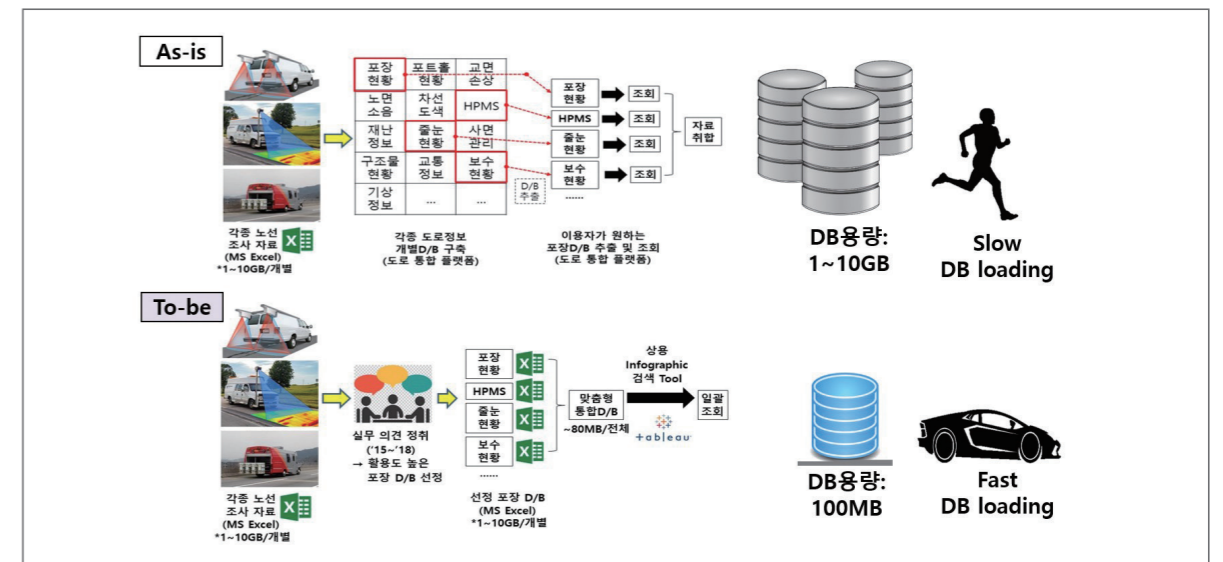 As-is
각종 노선
조사 자료
(MS Excel)
*1~10GB/개별
포장
현황
포트홀
현황
교면
손상
노면
소음
차선
도색
HPMS
재난
정보
줄눈
현황
사면
관리
구조물
현황
교통
정보
보수
현황
기상
정보
...
...
각종 도로정보
개별D/B 구축
(도로 통합 플랫폼)
D/B
추출
포장
현황
조회
HPMS
조회
줄눈
현황
조회
보수
현황
조회
......
자료
취합
이용자가 원하는
포장D/B 추출 및 조회
(도로 통합 플랫폼)
DB용량:
1~10GB
Slow
DB loading
To-be
각종 노선
조사 자료
(MS Excel)
*1~10GB/개별
실무 의견 정취
('15~'18)
→ 활용도 높은
포장 D/B 선정
포장
현황
HPMS
줄눈
현황
보수
현황
......
선정 포장 D/B
(MS Excel)
*1~10GB/개별
맞춤형
통합D/B
~80MB/전체
상용
Infographic
검색 Tool
+ableau
일괄
조회
DB용량:
100MB
Fast
DB loading